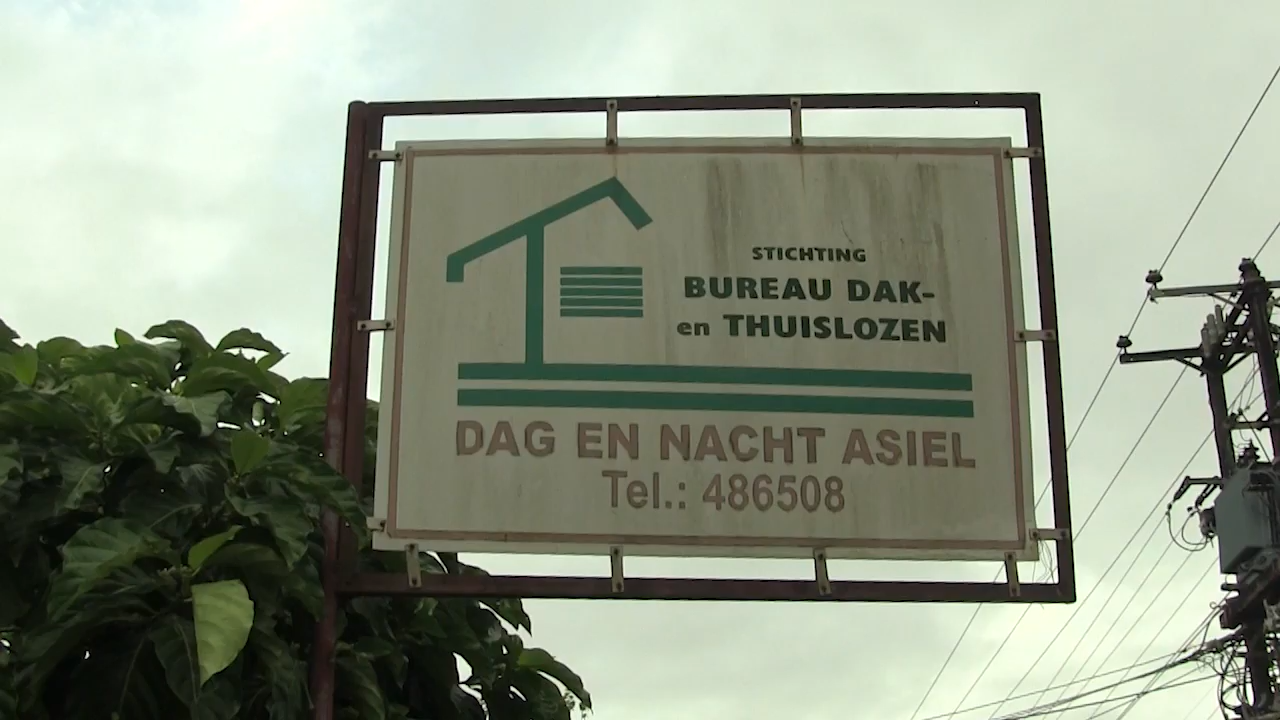 STICHTING
BUREAU DAK-
en THUISLOZEN
DAG EN NACHT ASIEL
Tel.: 486508